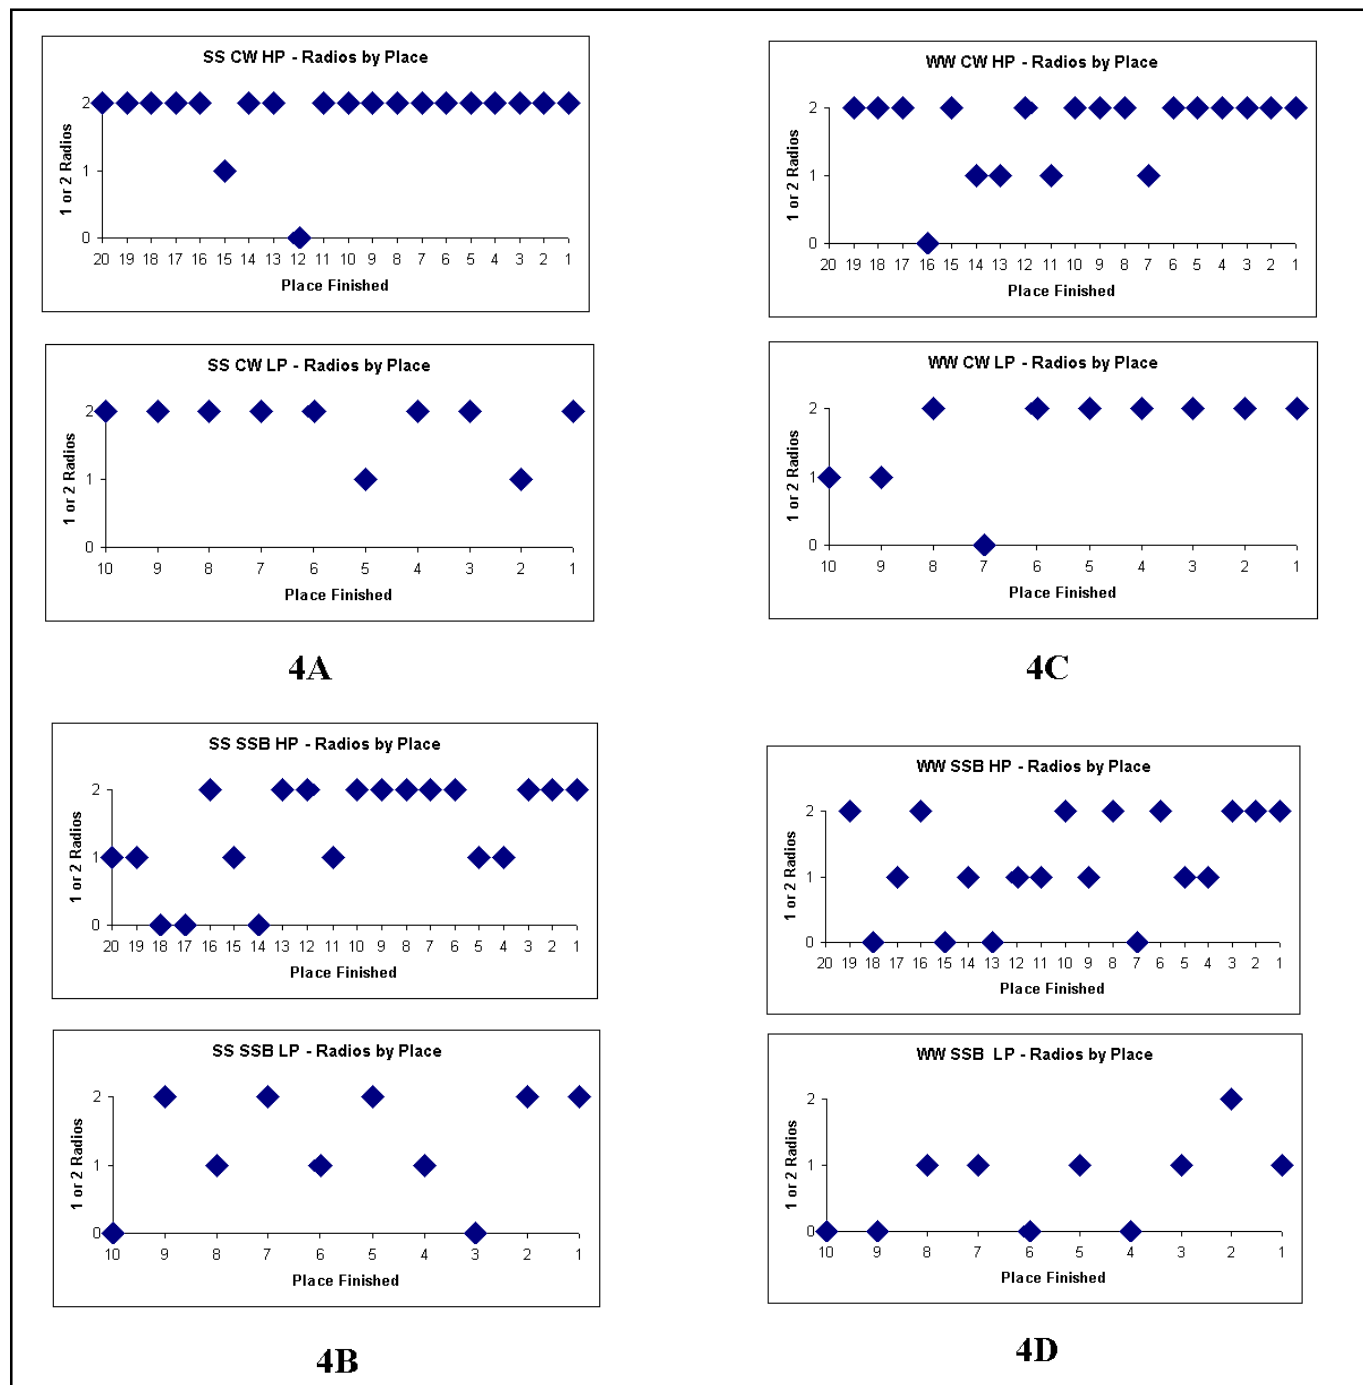 SS CW HP - Radios by Place
1 or 2 Radios
2
1
0
20 19 18 17 16 15 14 13 12 11 10 9 8 7 6 5 4 3 2 1
Place Finished
SS CW LP - Radios by Place
1 or 2 Radios
2
1
0
10 9 8 7 6 5 4 3 2 1
Place Finished
4A
WW CW HP - Radios by Place
1 or 2 Radios
2
1
0
20 19 18 17 16 15 14 13 12 11 10 9 8 7 6 5 4 3 2 1
Place Finished
WW CW LP - Radios by Place
1 or 2 Radios
2
1
0
10 9 8 7 6 5 4 3 2 1
Place Finished
4C
SS SSB HP - Radios by Place
1 or 2 Radios
2
1
0
20 19 18 17 16 15 14 13 12 11 10 9 8 7 6 5 4 3 2 1
Place Finished
SS SSB LP - Radios by Place
1 or 2 Radios
2
1
0
10 9 8 7 6 5 4 3 2 1
Place Finished
4B
WW SSB HP - Radios by Place
1 or 2 Radios
2
1
0
20 19 18 17 16 15 14 13 12 11 10 9 8 7 6 5 4 3 2 1
Place Finished
WW SSB LP - Radios by Place
1 or 2 Radios
2
1
0
10 9 8 7 6 5 4 3 2 1
Place Finished
4D